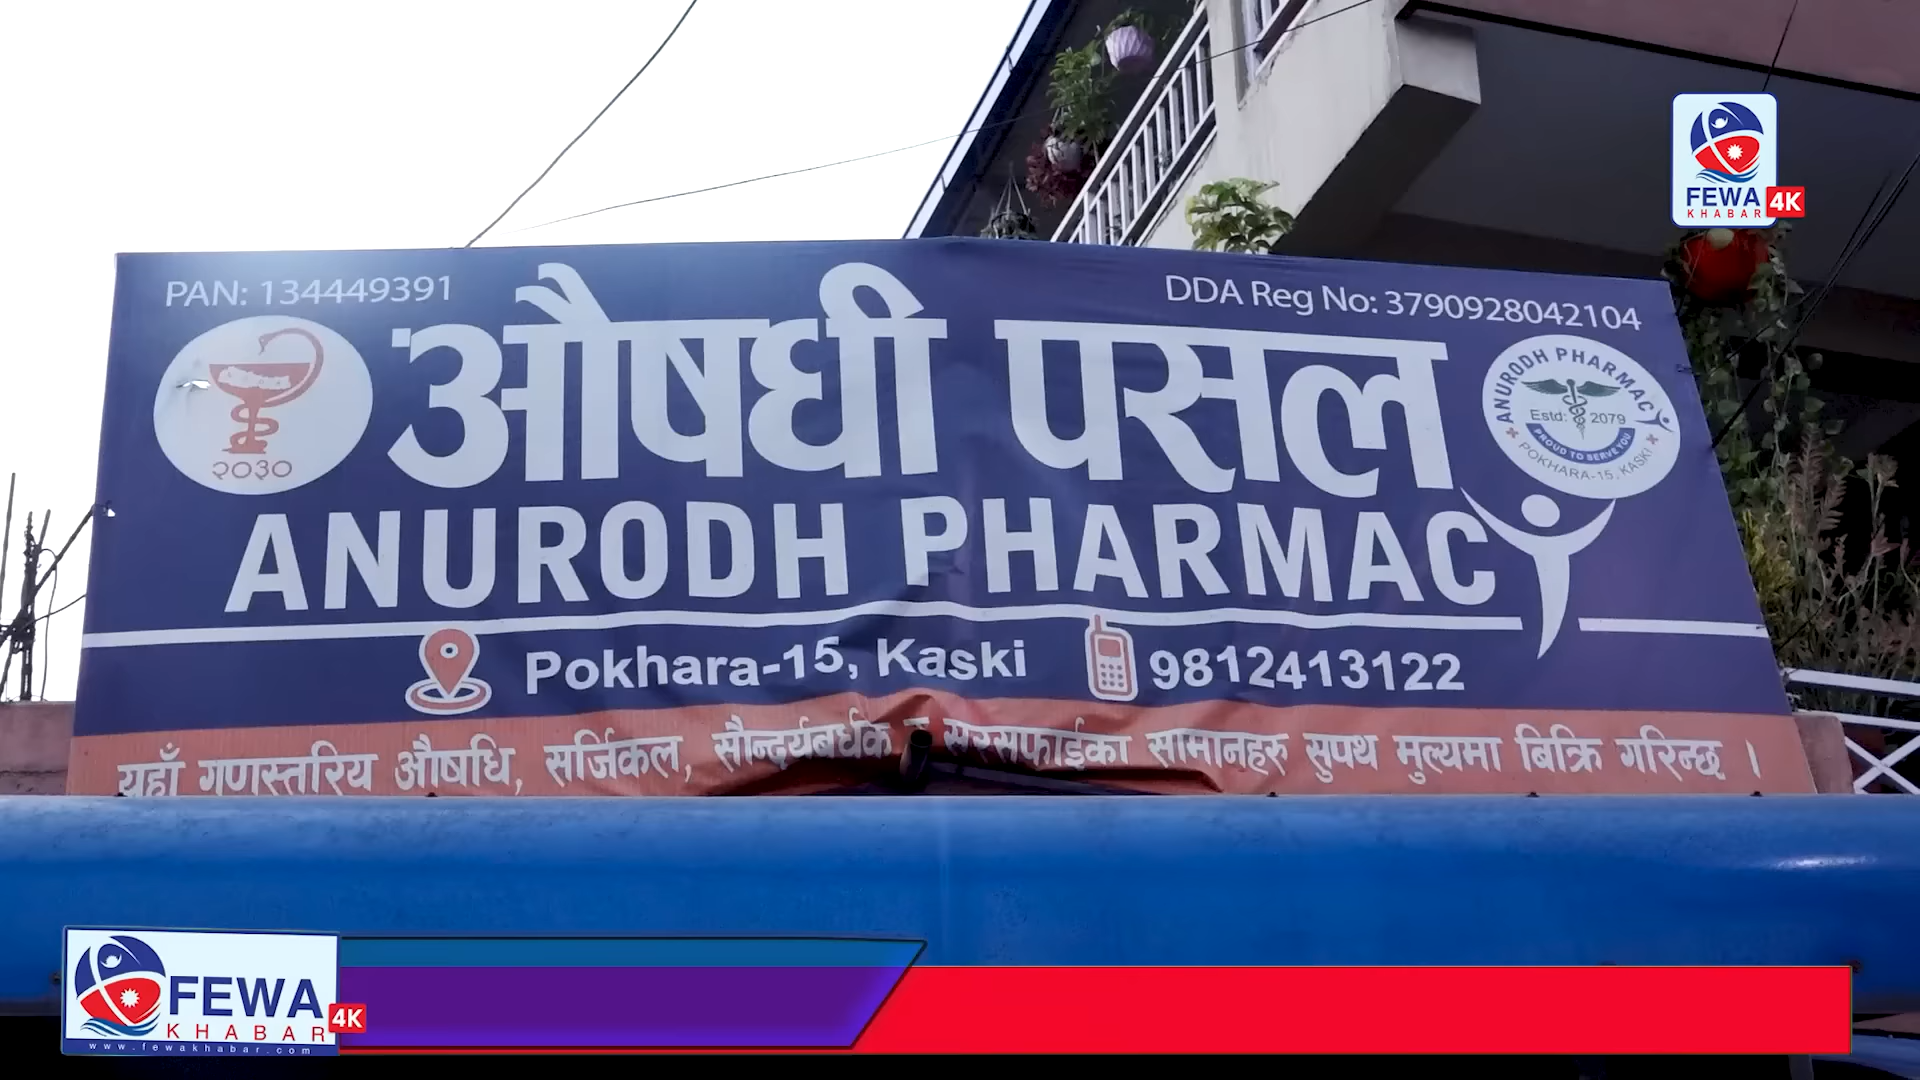 PAN: 134449391
DDA Reg No: 3790928042104
औषधी पसल
२०३०
ANURODH PHARMACY
Estd: 2079
PROUD TO SERVE YOU
POKHARA-15, KASKI
ANURODH PHARMACY
Pokhara-15, Kaski
9812413122
यहाँ गणस्तरिय औषधि, सर्जिकल, सौन्दर्यबर्धक र सरसफाईका सामानहरु सुपथ मुल्यमा बिक्रि गरिन्छ ।
FEWA
KHABAR
4K
FEWA
KHABAR
4K
www.fewakhabar.com